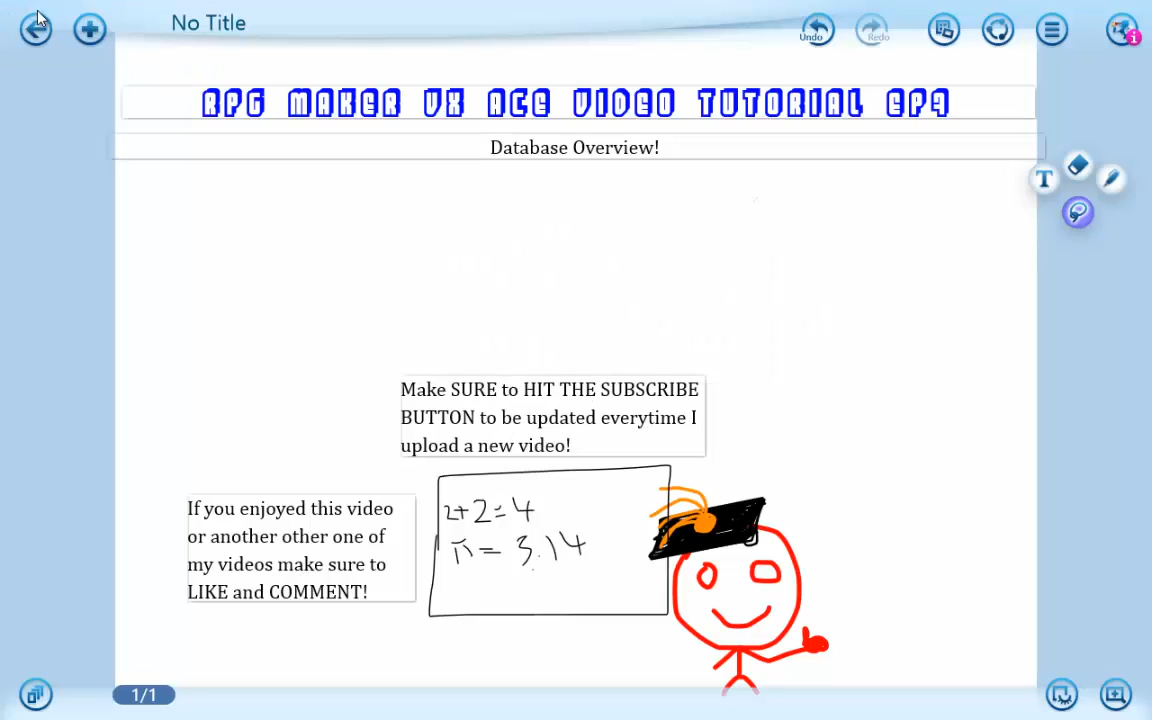 No Title
Undo
Redo
RPG MAKER VX ACE VIDEO TUTORIAL EP4
Database Overview!
T
Make SURE to HIT THE SUBSCRIBE
BUTTON to be updated everytime I
upload a new video!
If you enjoyed this video
or another other one of
my videos make sure to
LIKE and COMMENT!
2+2=4
π = 3.14
1/1